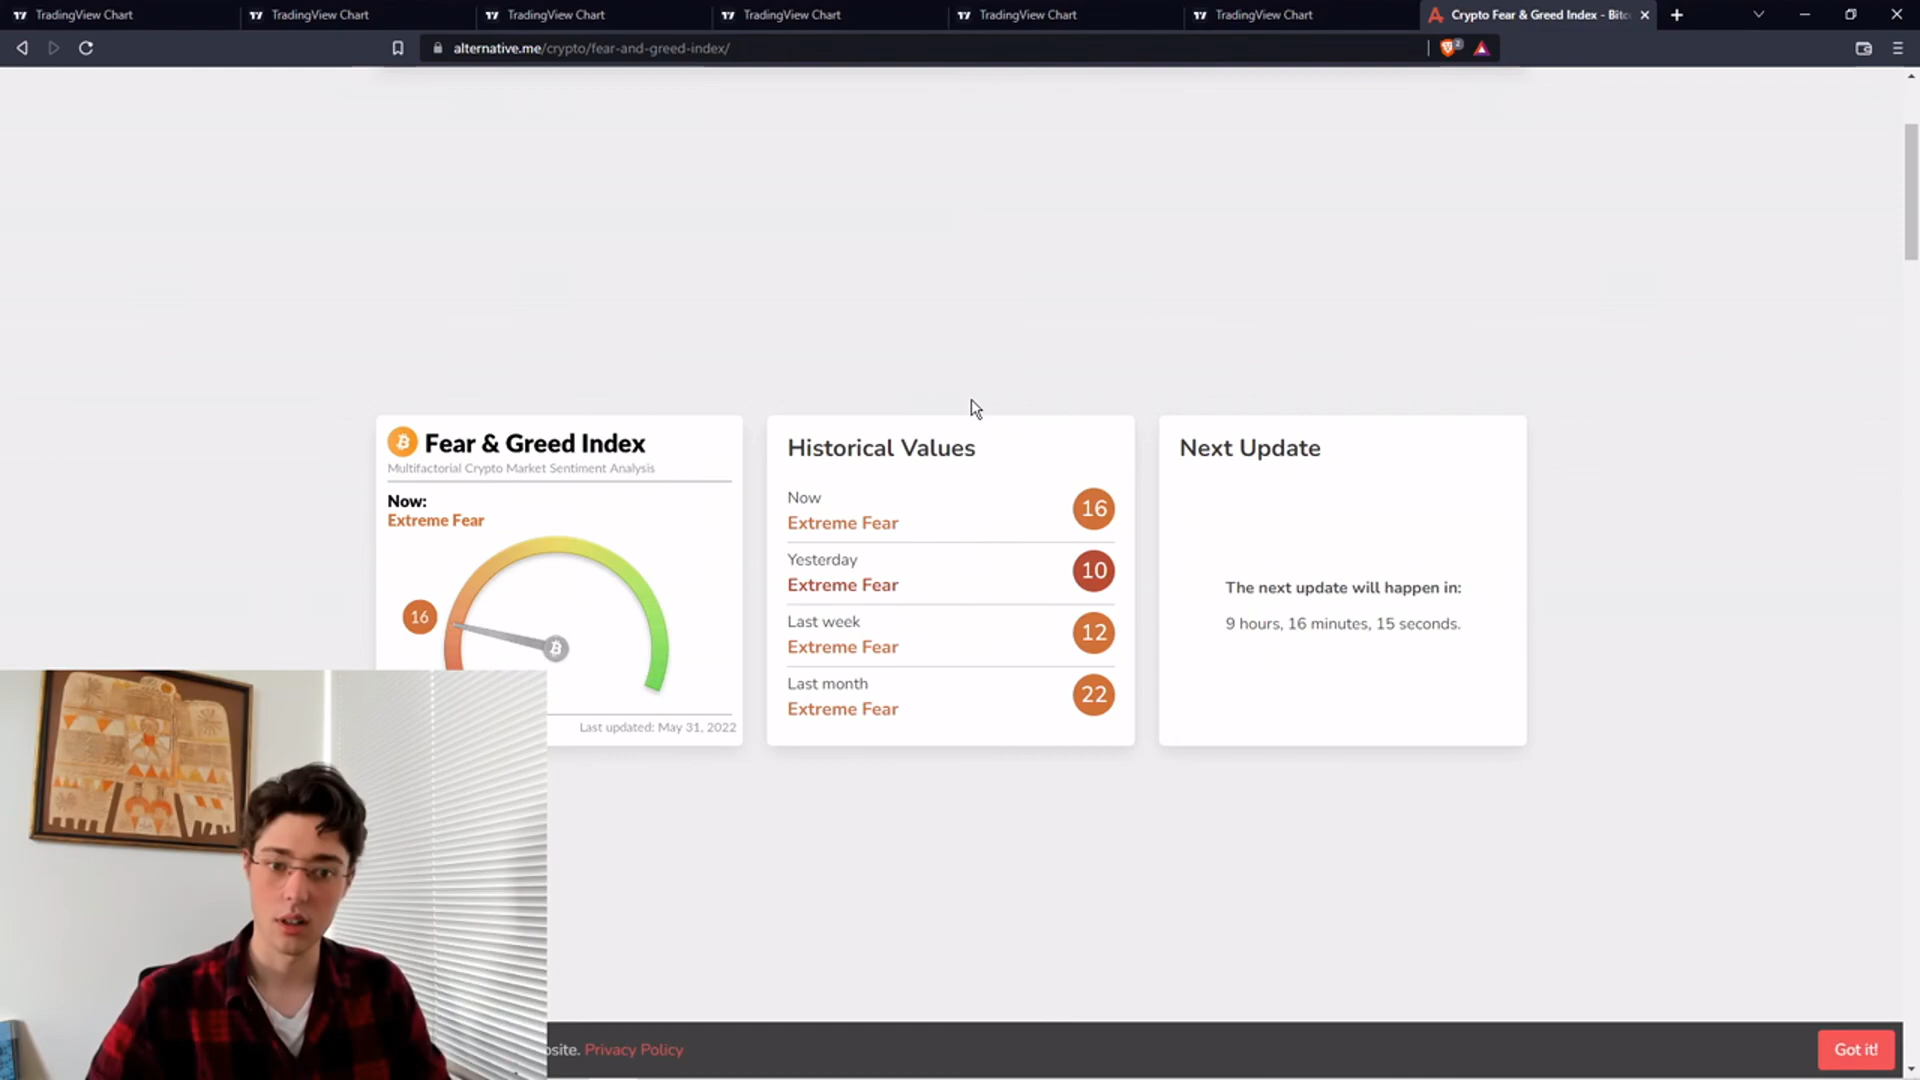 TradingView Chart
TradingView Chart
TradingView Chart
TradingView Chart
TradingView Chart
TradingView Chart
Crypto Fear & Greed Index - Bitc
alternative.me/crypto/fear-and-greed-index/
2
Fear & Greed Index
Multifactorial Crypto Market Sentiment Analysis
Now:
Extreme Fear
16
Last updated: May 31, 2022
Historical Values
Now
Extreme Fear
16
Yesterday
Extreme Fear
10
Last week
Extreme Fear
12
Last month
Extreme Fear
22
Next Update
The next update will happen in:
9 hours, 16 minutes, 15 seconds.
bsite. Privacy Policy
Got it!